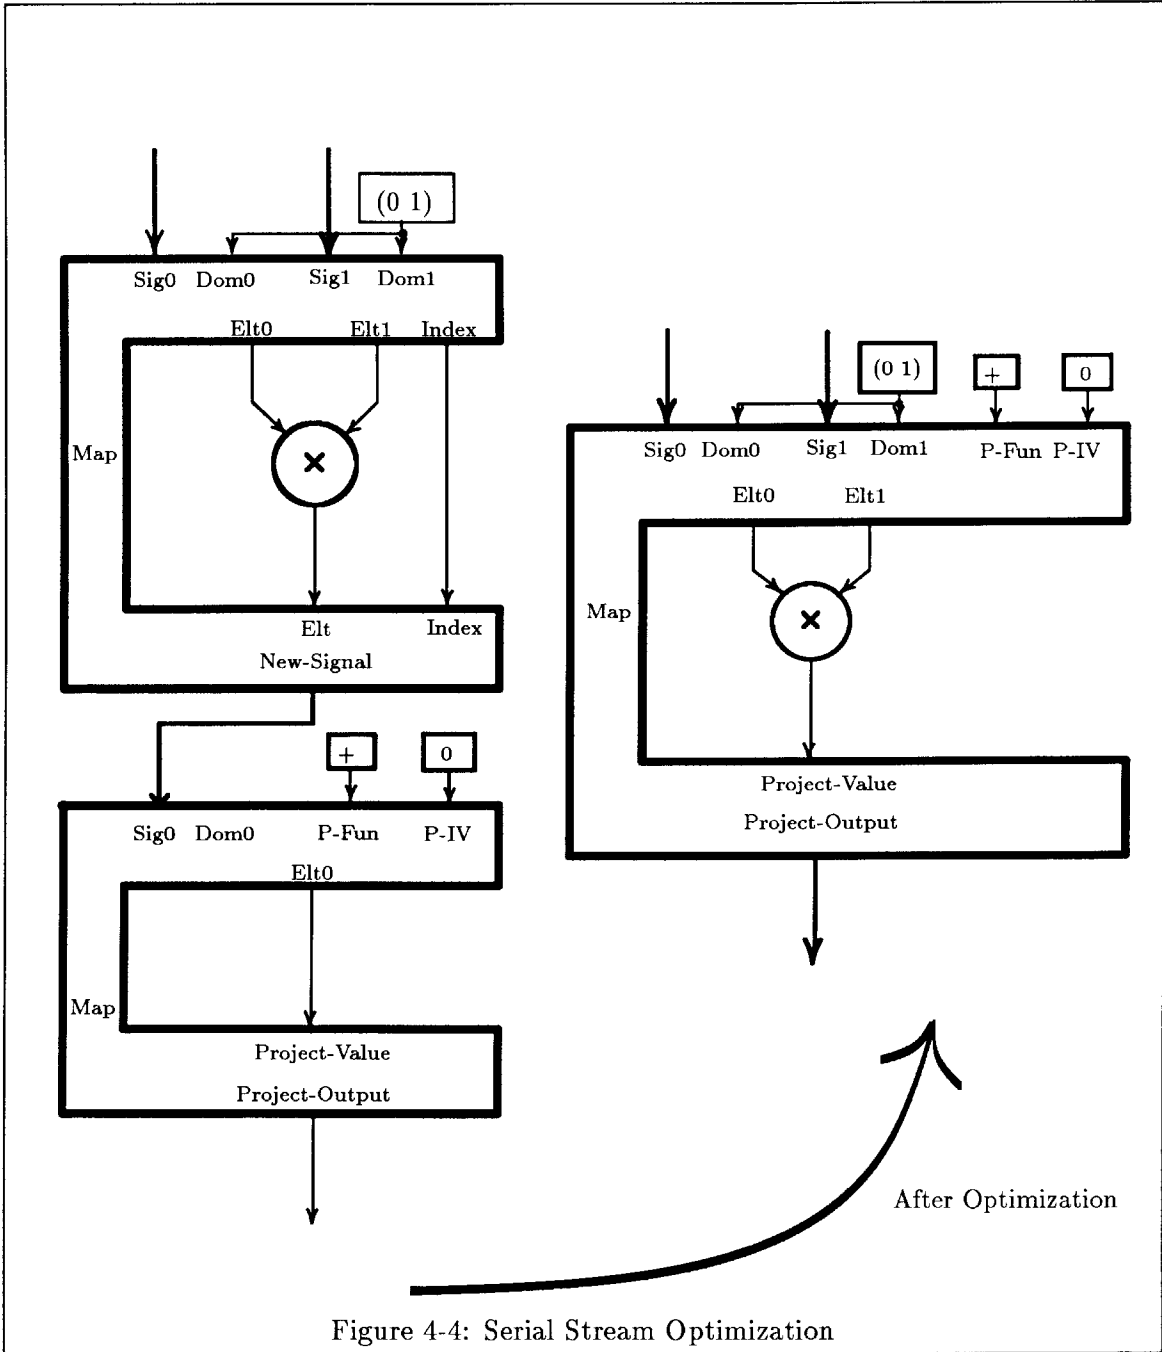 (0 1)
Sig0 Dom0 Sig1 Dom1
Elt0 Elt1 Index
×
Map
Elt Index
New-Signal
+ 0
Sig0 Dom0 P-Fun P-IV
Elt0
Map
Project-Value
Project-Output
(0 1) + 0
Sig0 Dom0 Sig1 Dom1 P-Fun P-IV
Elt0 Elt1
Map
×
Project-Value
Project-Output
After Optimization
Figure 4-4: Serial Stream Optimization